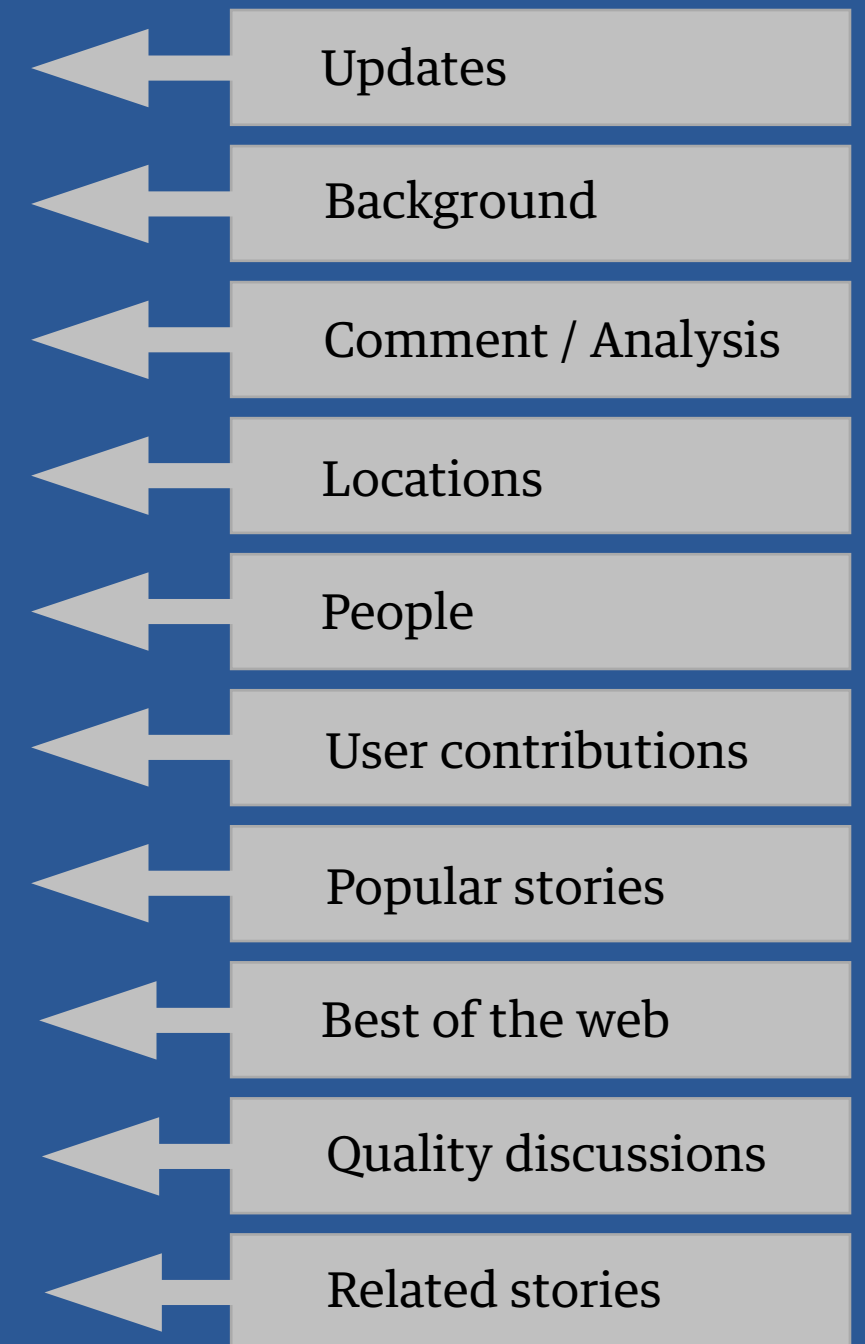 Updates
Background
Comment / Analysis
Locations
People
User contributions
Popular stories
Best of the web
Quality discussions
Related stories